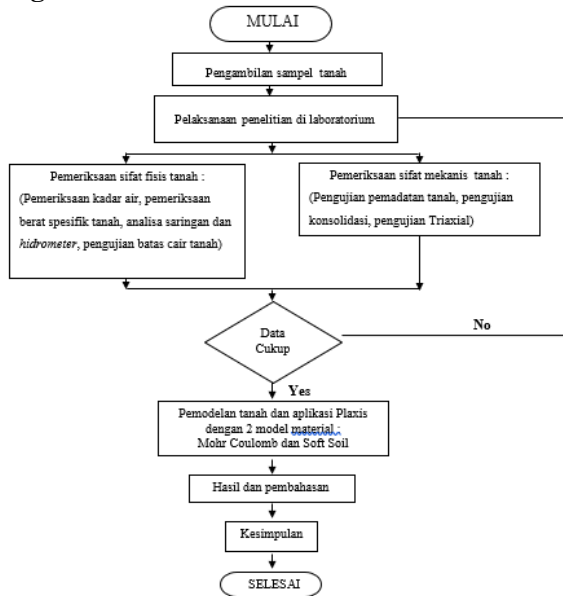 MULAI
Pengambilan sampel tanah
Pelaksanaan penelitian di laboratorium
Pemeriksaan sifat fisis tanah :
(Pemeriksaan kadar air, pemeriksaan
berat spesifik tanah, analisa saringan dan
hidrometer, pengujian batas cair tanah)
Pemeriksaan sifat mekanis tanah :
(Pengujian pemadatan tanah, pengujian
konsolidasi, pengujian Triaxial)
Data
Cukup
No
Yes
Pemodelan tanah dan aplikasi Plaxis
dengan 2 model material :
Mohr Coulomb dan Soft Soil
Hasil dan pembahasan
Kesimpulan
SELESAI